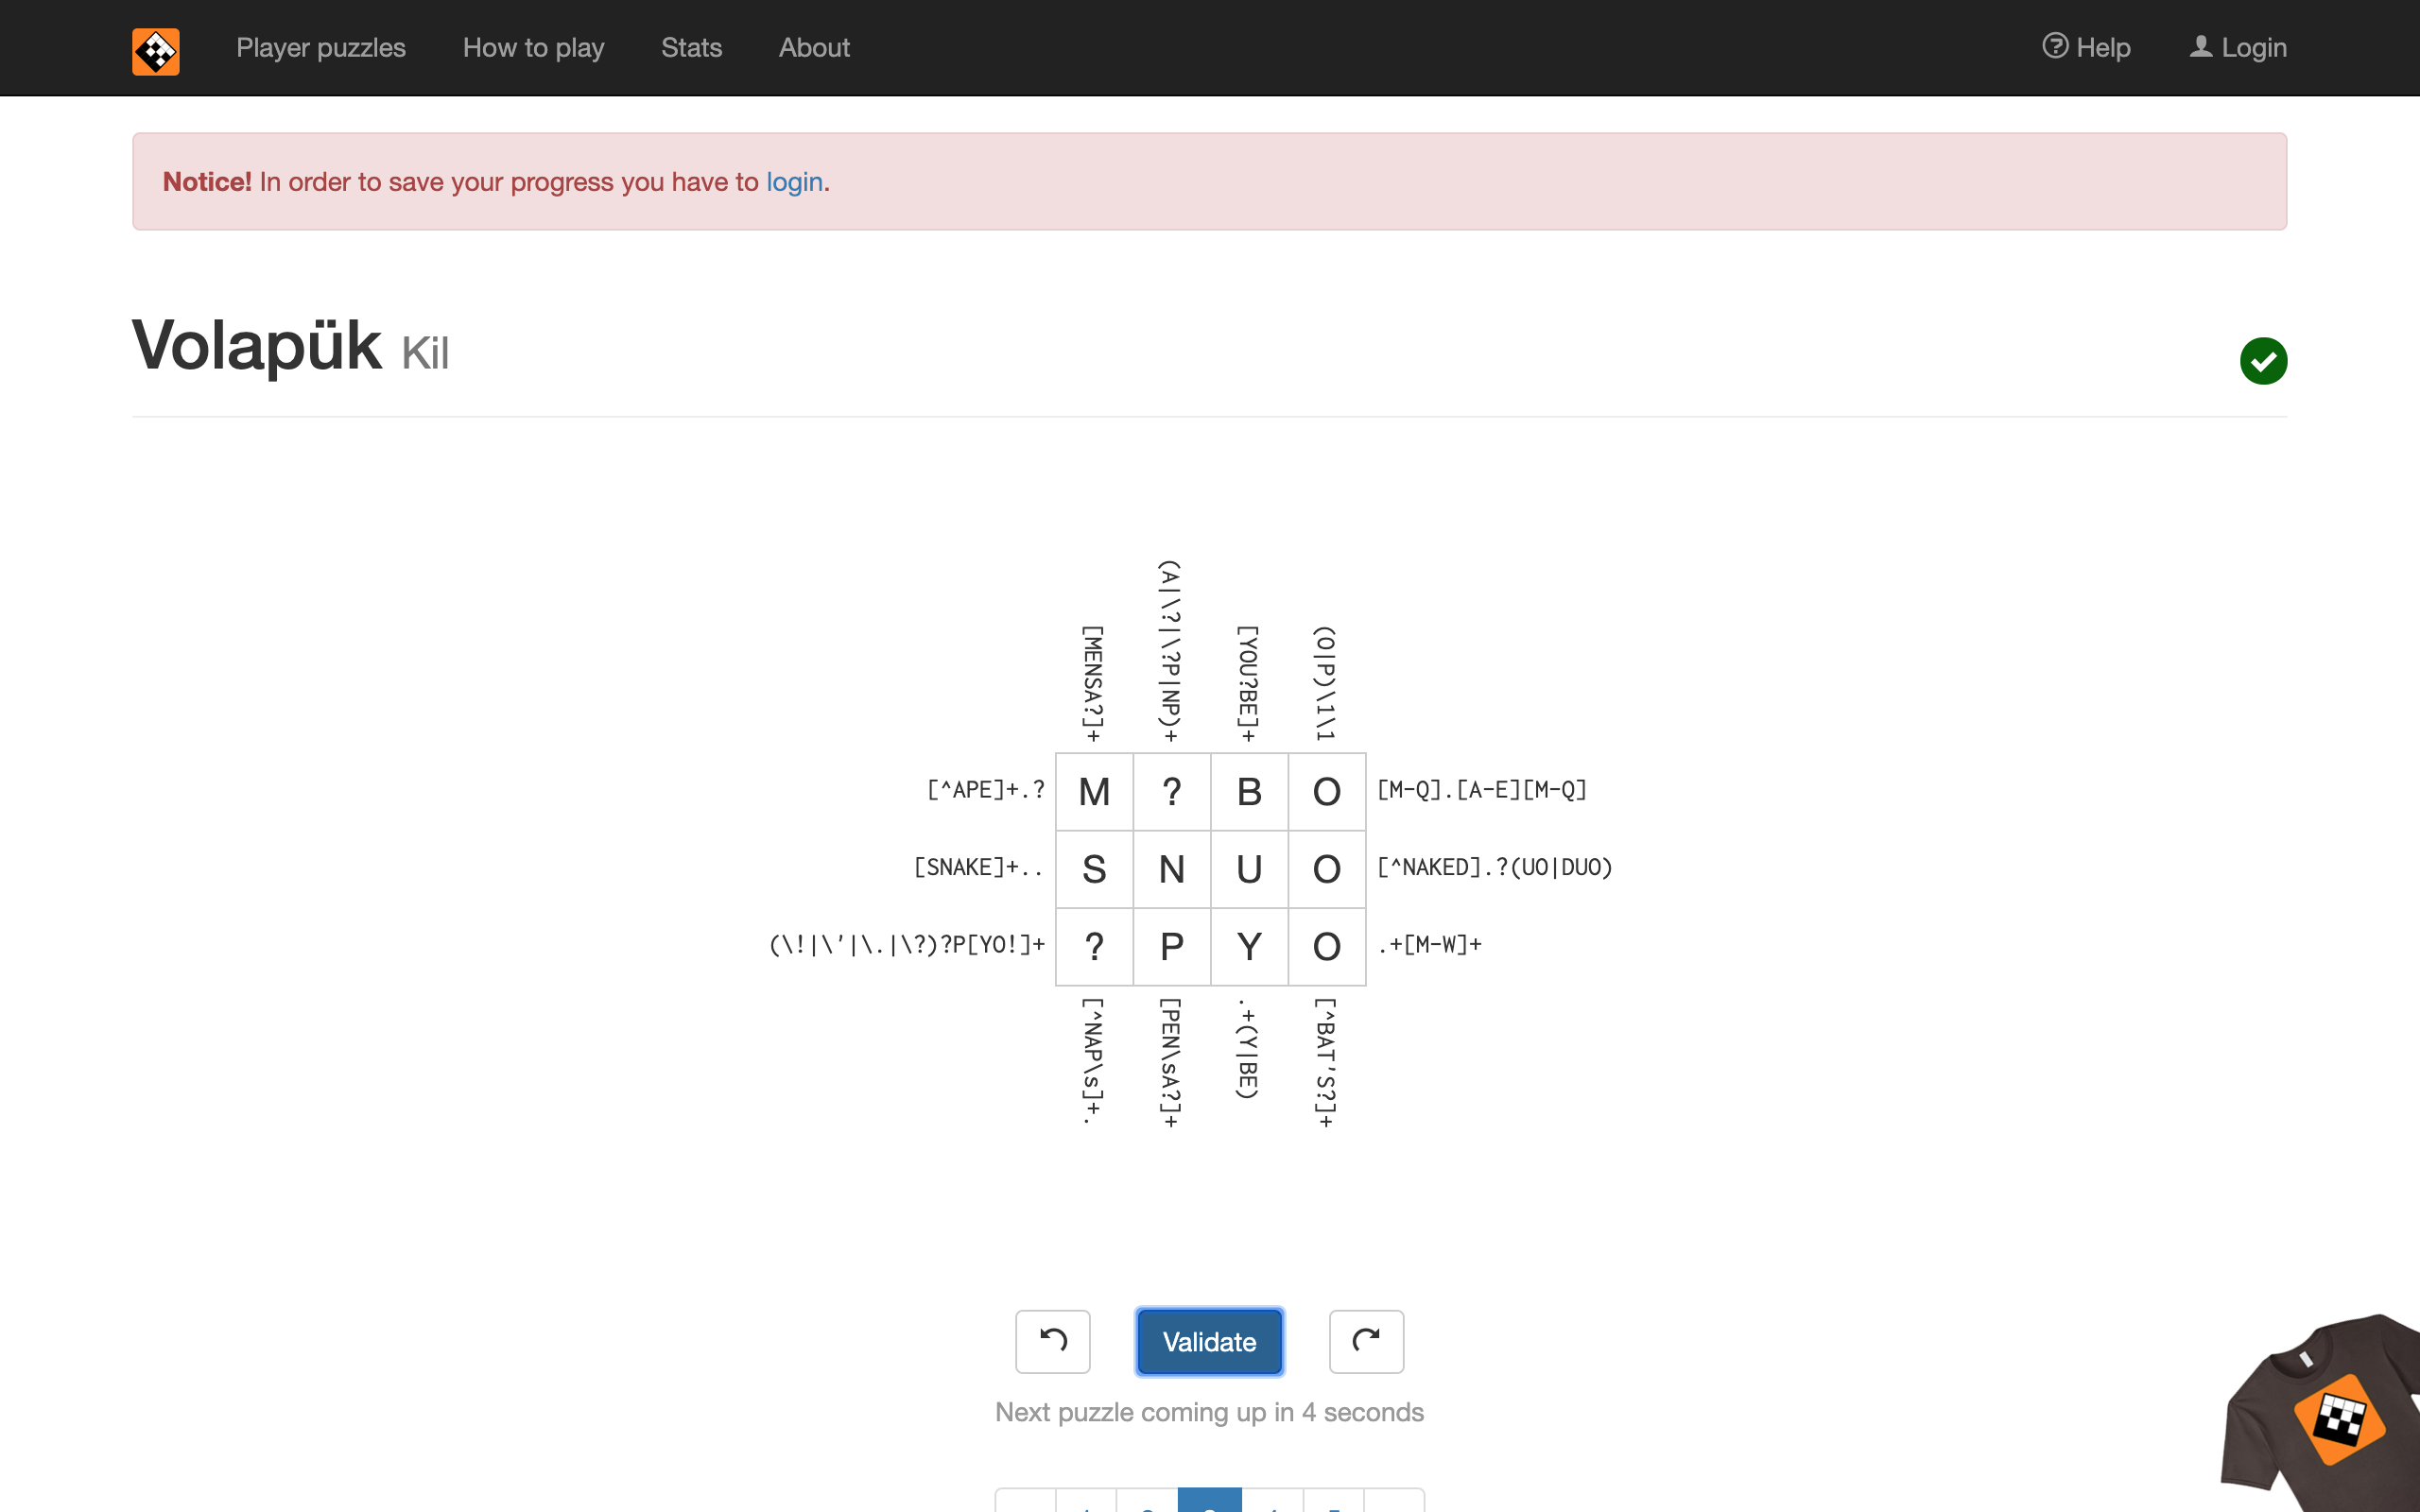 Player puzzles How to play Stats About Help Login
Notice! In order to save your progress you have to login.
Volapük Kil
[MENSA?]+
(A|\?|\?P|NP)+
[YOU?BE]+
(O|P)\1\1
[^APE]+.? M ? B O [M-Q].[A-E][M-Q]
[SNAKE]+.. S N U O [^NAKED].?(UO|DUO)
(\!|\'|\.|\?)?P[YO!]+ ? P Y O .+[M-W]+
[^NAP\s]+.
[PEN\sA?]+
.+(Y|BE)
[^BAT'S?]+
Validate
Next puzzle coming up in 4 seconds